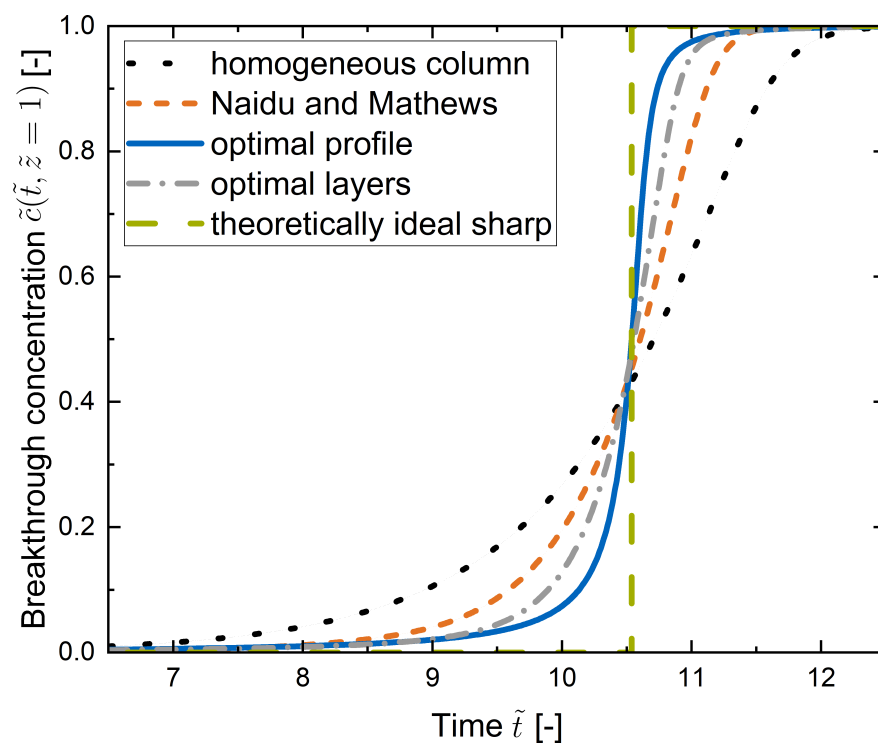 1.0
0.8
0.6
0.4
0.2
0.0
Breakthrough concentration c̃(t̃, z̃ = 1) [-]
homogeneous column
Naidu and Mathews
optimal profile
optimal layers
theoretically ideal sharp
7 8 9 10 11 12
Time t̃ [-]